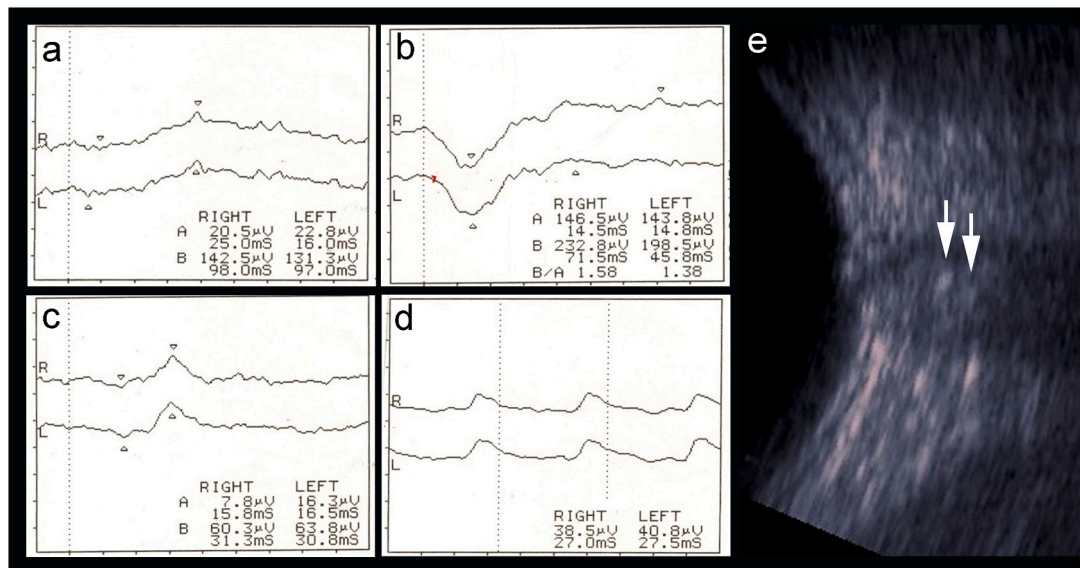 a
R
L
RIGHT LEFT
A 20.5µV 22.8µV
25.0mS 16.0mS
B 142.5µV 131.3µV
98.0mS 97.0mS
b
R
L
RIGHT LEFT
A 146.5µV 143.8µV
14.5mS 14.8mS
B 232.8µV 198.5µV
71.5mS 45.8mS
B/A 1.58 1.38
c
R
L
RIGHT LEFT
A 7.8µV 16.3µV
15.8mS 16.5mS
B 60.3µV 63.8µV
31.3mS 30.8mS
d
R
L
RIGHT LEFT
38.5µV 40.8µV
27.0mS 27.5mS
e